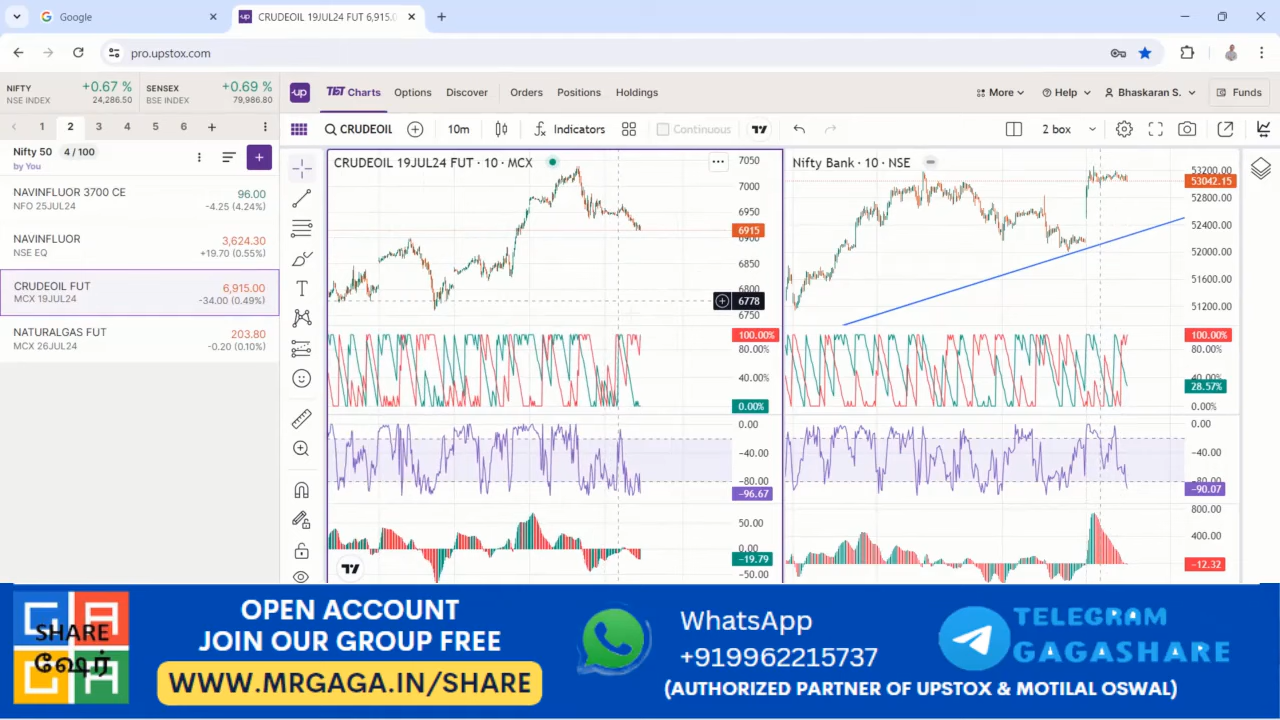 Google
CRUDEOIL 19JUL24 FUT 6,915.0
pro.upstox.com
NIFTY
NSE INDEX
+0.67 %
24,286.50
SENSEX
BSE INDEX
+0.69 %
79,986.80
TBT Charts
Options
Discover
Orders
Positions
Holdings
More
Help
Bhaskaran S.
Funds
1 2 3 4 5 6
CRUDEOIL
10m
Indicators
Continuous
2 box
Nifty 50
4 / 100
by You
NAVINFLUOR 3700 CE
96.00
NFO 25JUL24
-4.25 (4.24%)
NAVINFLUOR
3,624.30
NSE EQ
+19.70 (0.55%)
CRUDEOIL FUT
6,915.00
MCX 19JUL24
-34.00 (0.49%)
NATURALGAS FUT
203.80
MCX 26JUL24
-0.20 (0.10%)
CRUDEOIL 19JUL24 FUT · 10 · MCX
7050
7000
6950
6915
6900
6850
6800
6778
6750
100.00%
80.00%
40.00%
0.00%
0.00
−40.00
−80.00
−96.67
50.00
0.00
−19.79
−50.00
Nifty Bank · 10 · NSE
53200.00
53042.15
52800.00
52400.00
52000.00
51600.00
51200.00
100.00%
80.00%
40.00%
28.57%
0.00%
0.00
−40.00
−80.00
−90.07
800.00
400.00
−12.32
GAGA
SHARE
ஷேர்
OPEN ACCOUNT
JOIN OUR GROUP FREE
WWW.MRGAGA.IN/SHARE
WhatsApp
+919962215737
TELEGRAM
GAGASHARE
(AUTHORIZED PARTNER OF UPSTOX & MOTILAL OSWAL)